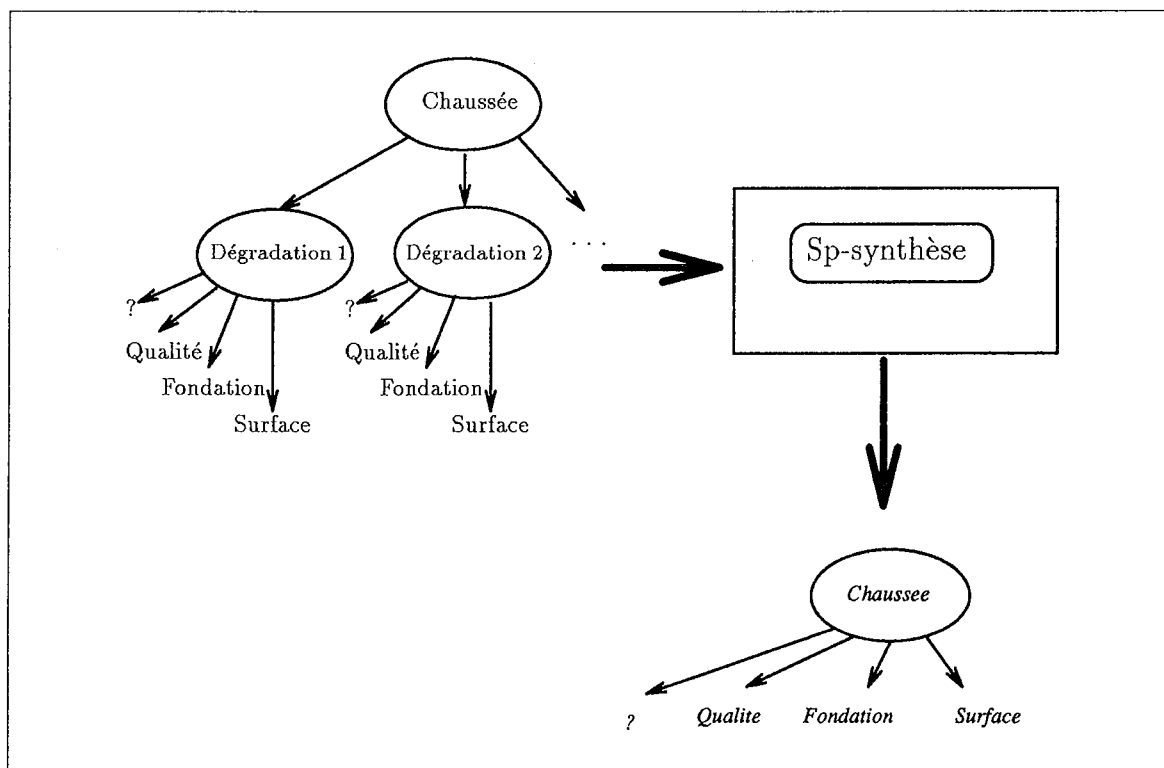 Chaussée
Dégradation 1
Dégradation 2
. . .
Sp-synthèse
?
Qualité
Fondation
Surface
?
Qualité
Fondation
Surface
Chaussee
?
Qualite
Fondation
Surface